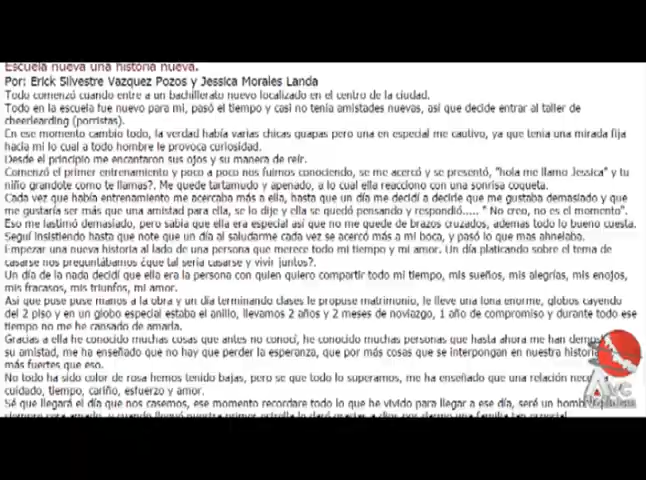 Escuela nueva una historia nueva.
Por: Erick Silvestre Vazquez Pozos y Jessica Morales Landa
Todo comenzó cuando entre a un bachillerato nuevo localizado en el centro de la ciudad.
Todo en la escuela fue nuevo para mi, pasó el tiempo y casi no tenia amistades nuevas, así que decide entrar al taller de
cheerlearding (porristas).
En ese momento cambio todo, la verdad había varias chicas guapas pero una en especial me cautivo, ya que tenia una mirada fija
hacia mi lo cual a todo hombre le provoca curiosidad.
Desde el principio me encantaron sus ojos y su manera de reír.
Comenzó el primer entrenamiento y poco a poco nos fuimos conociendo, se me acercó y se presentó, "hola me llamo Jessica" y tu
niño grandote como te llamas?. Me quede tartamudo y apenado, a lo cual ella reacciono con una sonrisa coqueta.
Cada vez que había entrenamiento me acercaba más a ella, hasta que un día me decidí a decirle que me gustaba demasiado y que
me gustaría ser más que una amistad para ella, se lo dije y ella se quedó pensando y respondió..... " No creo, no es el momento".
Eso me lastimó demasiado, pero sabia que ella era especial así que no me quede de brazos cruzados, ademas todo lo bueno cuesta.
Seguí insistiendo hasta que note que un día al saludarme cada vez se acercó más a mi boca, y pasó lo que mas anhelaba.
Empezar una nueva historia al lado de una persona que merece todo mi tiempo y mi amor. Un día platicando sobre el tema de
casarse nos preguntábamos ¿que tal sería casarse y vivir juntos?.
Un día de la nada decidí que ella era la persona con quien quiero compartir todo mi tiempo, mis sueños, mis alegrías, mis enojos,
mis fracasos, mis triunfos, mi amor.
Así que puse puse manos a la obra y un día terminando clases le propuse matrimonio, le lleve una lona enorme, globos cayendo
del 2 piso y en un globo especial estaba el anillo, llevamos 2 años y 2 meses de noviazgo, 1 año de compromiso y durante todo ese
tiempo no me he cansado de amarla.
Gracias a ella he conocido muchas cosas que antes no conocí, he conocido muchas personas que hasta ahora me han
su amistad, me ha enseñado que no hay que perder la esperanza, que por más cosas que se interpongan en nuestra
más fuertes que eso.
No todo ha sido color de rosa hemos tenido bajas, pero se que todo lo superamos, me ha enseñado que una relación
cuidado, tiempo, cariño, esfuerzo y amor.
Sé que llegará el día que nos casemos, ese momento recordare todo lo que he vivido para llegar a ese día, seré un